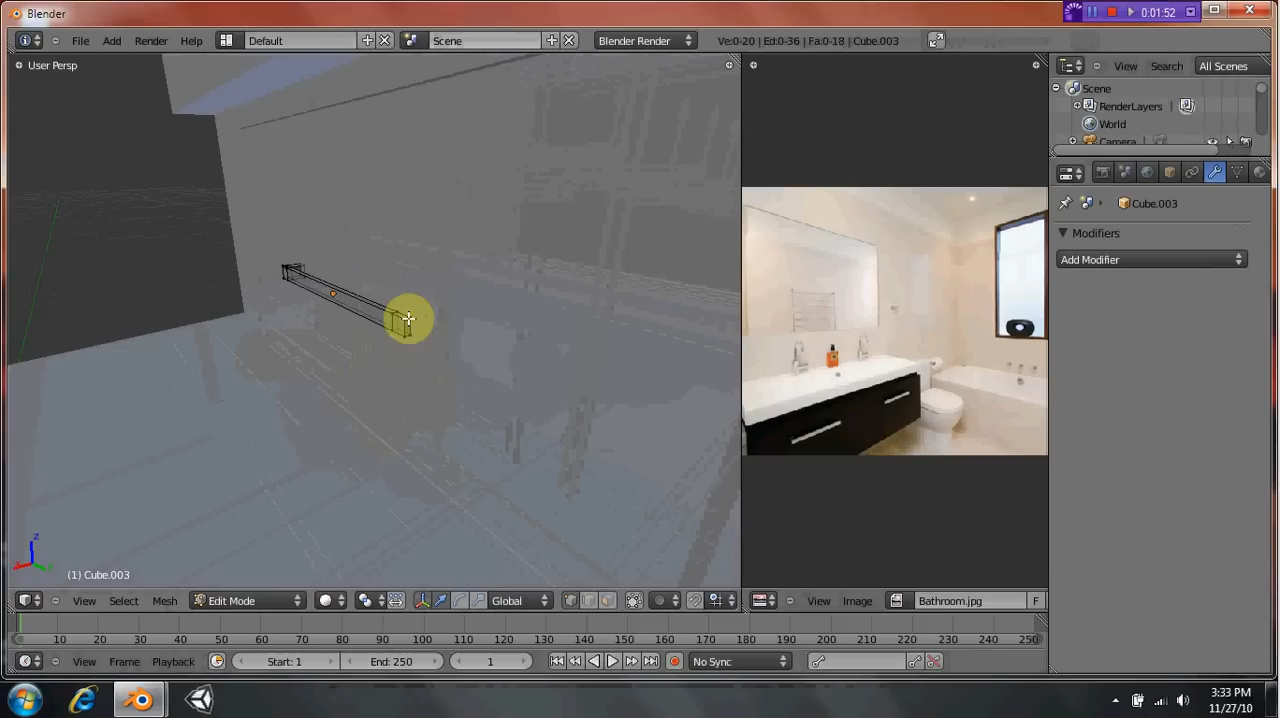 Blender
0:01:52
File Add Render Help Default Scene Blender Render Ve:0-20 | Ed:0-36 | Fa:0-18 | Cube.003
User Persp
View Search All Scenes
Scene
RenderLayers
World
Camera
Cube.003
Modifiers
Add Modifier
z
(1) Cube.003
View Select Mesh Edit Mode Global View Image Bathroom.jpg F
0 10 20 30 40 50 60 70 80 90 100 110 120 130 140 150 160 170 180 190 200 210 220 230 240 250
View Frame Playback Start: 1 End: 250 1 No Sync
3:33 PM
11/27/10